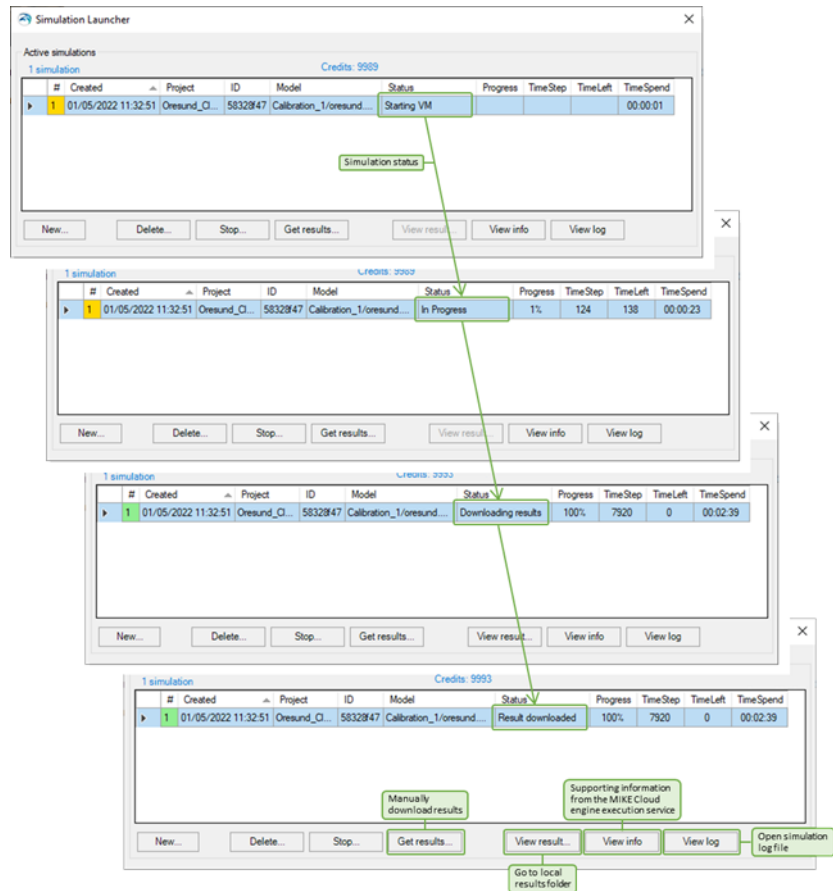 Simulation Launcher
Active simulations
1 simulation Credits: 9989
# Created Project ID Model Status Progress TimeStep TimeLeft TimeSpend
1 01/05/2022 11:32:51 Oresund_Cl... 58328f47 Calibration_1/oresund.... Starting VM 00:00:01
Simulation status
New... Delete... Stop... Get results... View result... View info View log
1 simulation Credits: 9989
# Created Project ID Model Status Progress TimeStep TimeLeft TimeSpend
1 01/05/2022 11:32:51 Oresund_Cl... 58328f47 Calibration_1/oresund.... In Progress 1% 124 138 00:00:23
New... Delete... Stop... Get results... View result... View info View log
1 simulation Credits: 9993
# Created Project ID Model Status Progress TimeStep TimeLeft TimeSpend
1 01/05/2022 11:32:51 Oresund_Cl... 58328f47 Calibration_1/oresund.... Downloading results 100% 7920 0 00:02:39
New... Delete... Stop... Get results... View result... View info View log
1 simulation Credits: 9993
# Created Project ID Model Status Progress TimeStep TimeLeft TimeSpend
1 01/05/2022 11:32:51 Oresund_Cl... 58328f47 Calibration_1/oresund.... Result downloaded 100% 7920 0 00:02:39
Manually
download results
Supporting information
from the MIKE Cloud
engine execution service
New... Delete... Stop... Get results... View result... View info View log
Open simulation
log file
Go to local
results folder